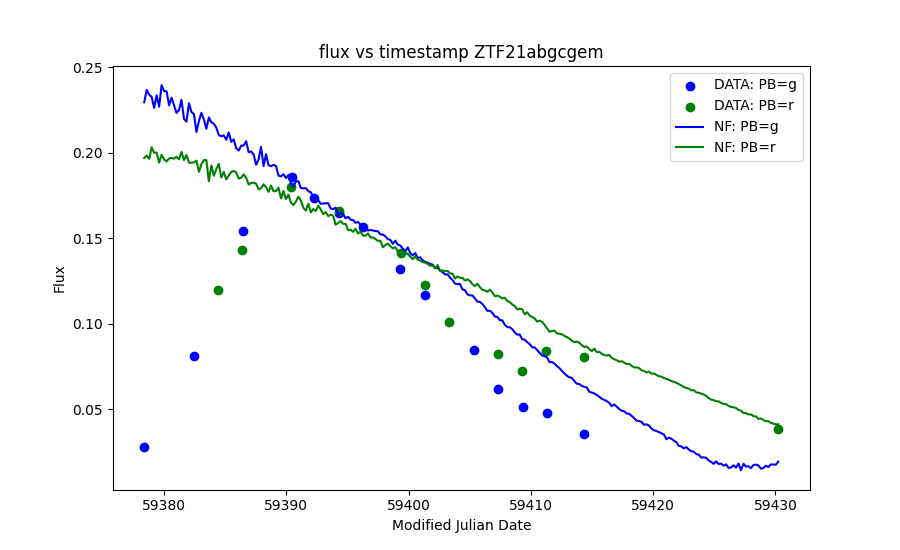 flux vs timestamp ZTF21abgcgem
0.25
0.20
0.15
0.10
0.05
Flux
59380
59390
59400
59410
59420
59430
Modified Julian Date
DATA: PB=g
DATA: PB=r
NF: PB=g
NF: PB=r